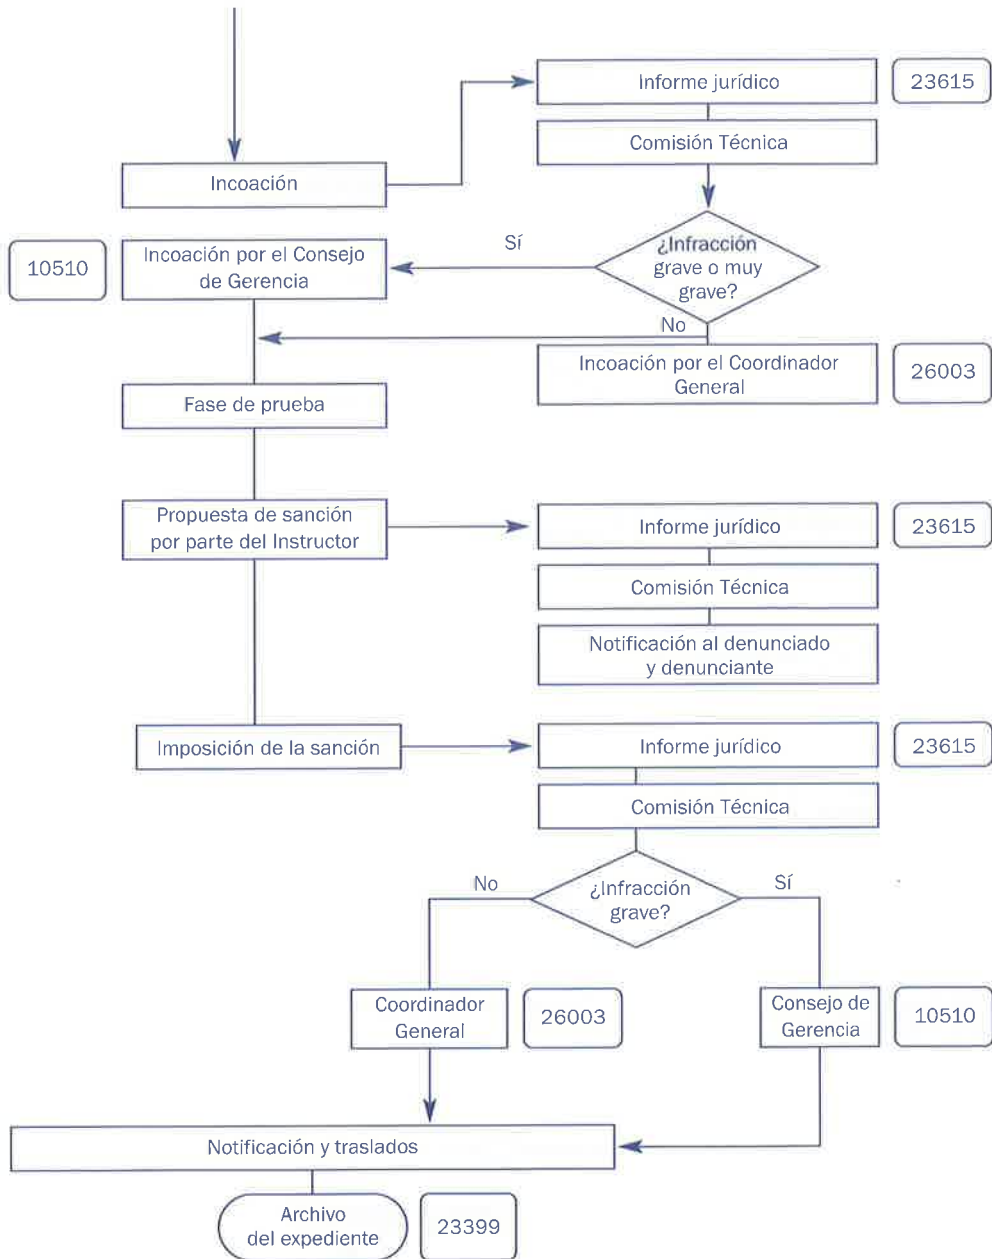 Informe jurídico
23615
Comisión Técnica
Incoación
¿Infracción
grave o muy
grave?
Sí
Incoación por el Consejo
de Gerencia
10510
No
Incoación por el Coordinador
General
26003
Fase de prueba
Propuesta de sanción
por parte del Instructor
Informe jurídico
23615
Comisión Técnica
Notificación al denunciado
y denunciante
Imposición de la sanción
Informe jurídico
23615
Comisión Técnica
¿Infracción
grave?
No
Sí
Coordinador
General
26003
Consejo de
Gerencia
10510
Notificación y traslados
Archivo
del expediente
23399